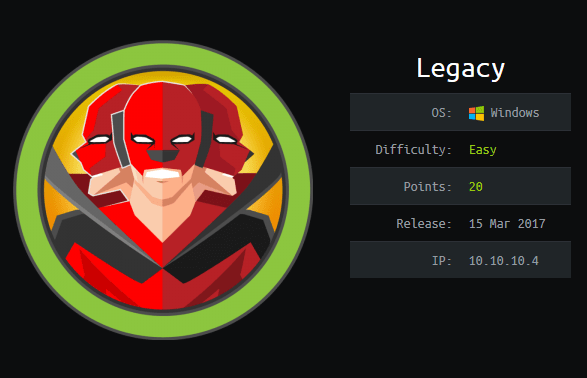 Legacy
OS: Windows
Difficulty: Easy
Points: 20
Release: 15 Mar 2017
IP: 10.10.10.4